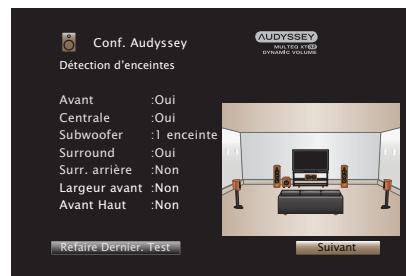 Conf. Audyssey
AUDYSSEY
MULTEQ XT32
DYNAMIC VOLUME
Détection d'enceintes
Avant :Oui
Centrale :Oui
Subwoofer :1 enceinte
Surround :Oui
Surr. arrière :Non
Largeur avant :Non
Avant Haut :Non
Refaire Dernier. Test
Suivant